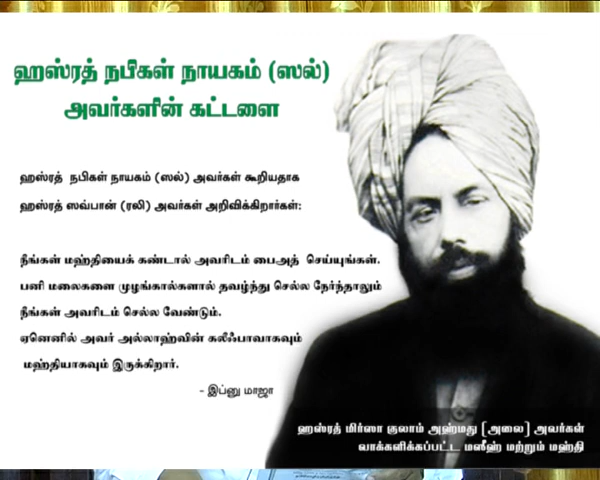 ஹஸ்ரத் நபிகள் நாயகம் (ஸல்)
அவர்களின் கட்டளை
ஹஸ்ரத் நபிகள் நாயகம் (ஸல்) அவர்கள் கூறியதாக
ஹஸ்ரத் ஸவ்பான் (ரலி) அவர்கள் அறிவிக்கிறார்கள்:
நீங்கள் மஹ்தியைக் கண்டால் அவரிடம் பைஅத் செய்யுங்கள்.
பனி மலைகளை முழங்கால்களால் தவழ்ந்து செல்ல நேர்ந்தாலும்
நீங்கள் அவரிடம் செல்ல வேண்டும்.
ஏனெனில் அவர் அல்லாஹ்வின் கலீஃபாவாகவும்
மஹ்தியாகவும் இருக்கிறார்.
- இப்னு மாஜா
ஹஸ்ரத் மிர்ஸா குலாம் அஹ்மது [அலை] அவர்கள்
வாக்களிக்கப்பட்ட மஸீஹ் மற்றும் மஹ்தி